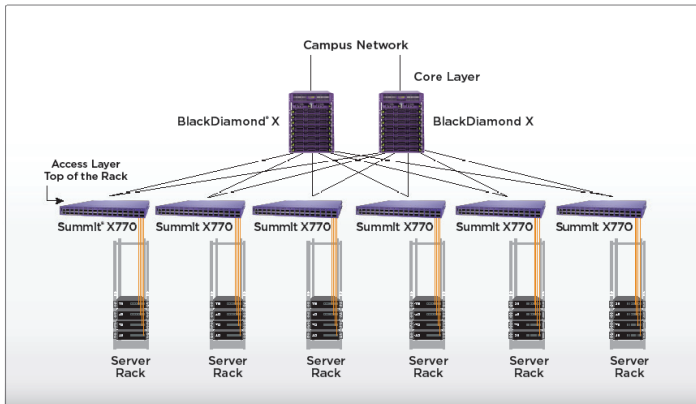 Campus Network
Core Layer
BlackDiamond® X
BlackDiamond X
Access Layer
Top of the Rack
Summit® X770
Summit X770
Summit X770
Summit X770
Summit X770
Summit X770
Server
Rack
Server
Rack
Server
Rack
Server
Rack
Server
Rack
Server
Rack